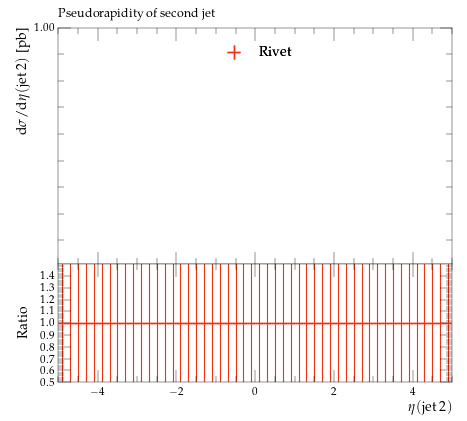 Pseudorapidity of second jet
1.00
dσ/dη(jet 2) [pb]
Rivet
1.4
1.3
1.2
1.1
1.0
0.9
0.8
0.7
0.6
0.5
Ratio
−4 −2 0 2 4
η(jet 2)